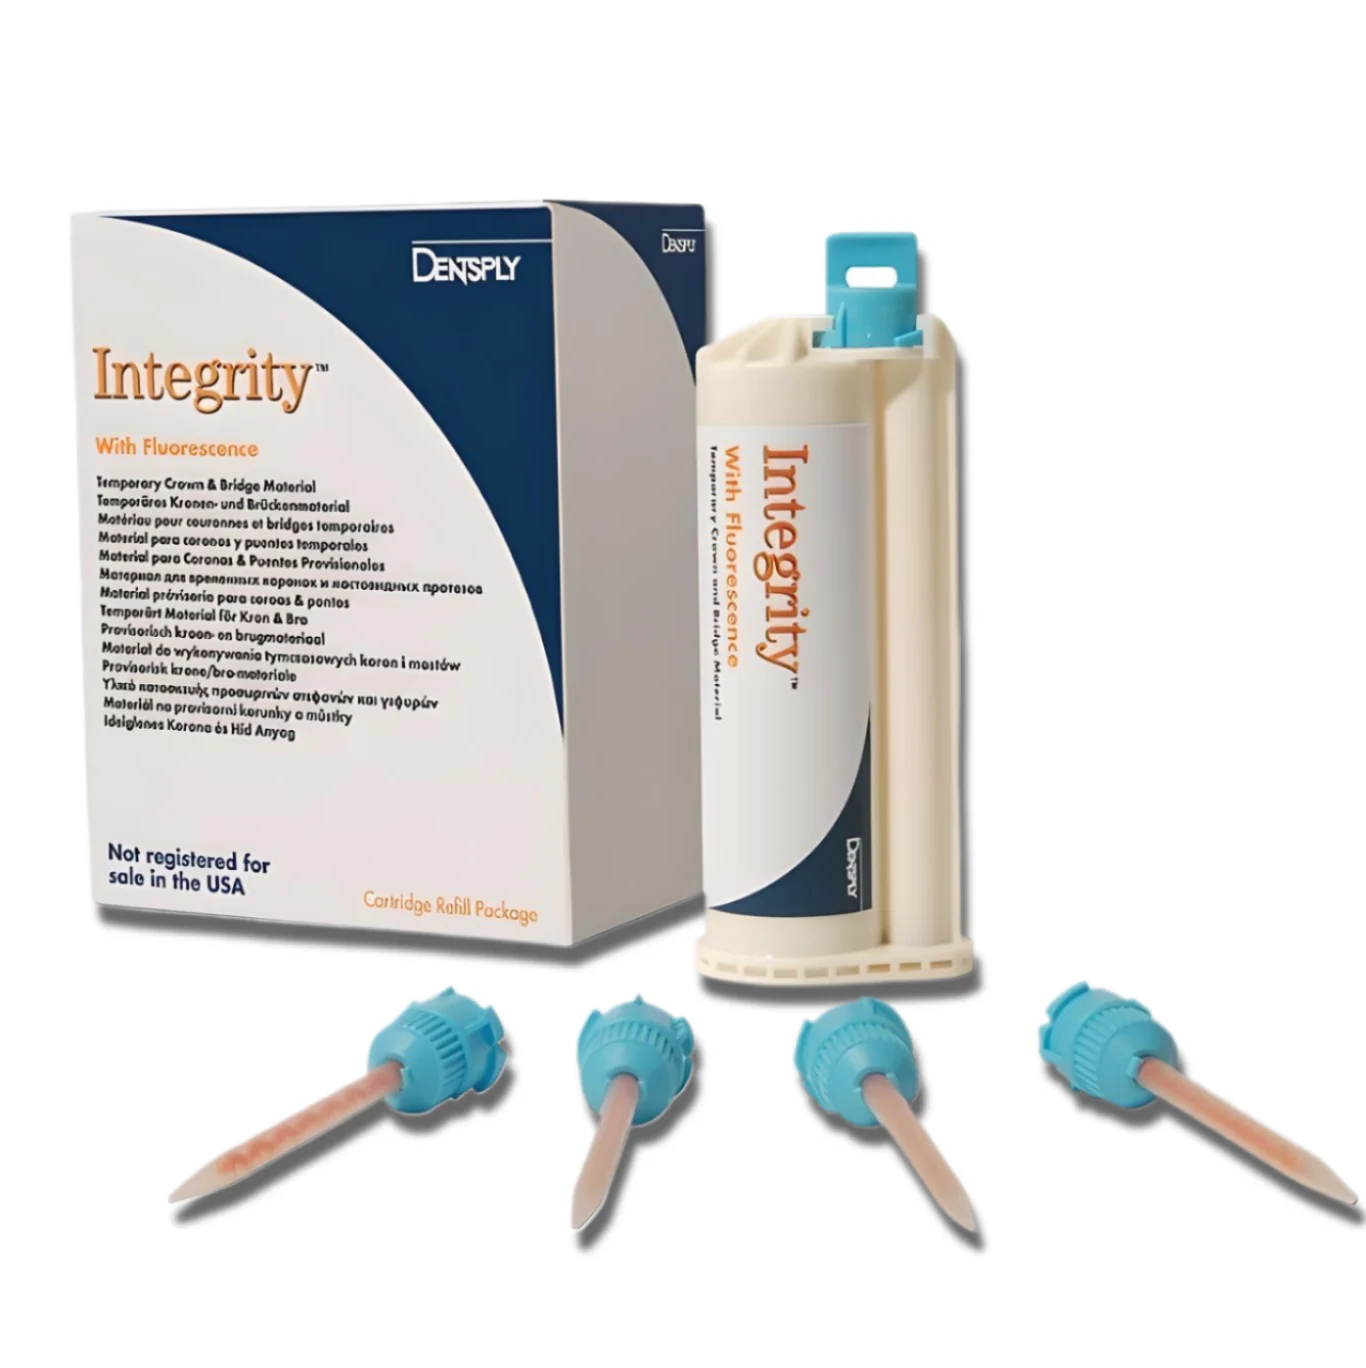 DENTSPLY
Integrity™
With Fluorescence
Temporary Crown & Bridge Material
Temporäres Kronen- und Brückenmaterial
Matériau pour couronnes et bridges temporaires
Material para coronas y puentes temporales
Material para Coronas & Puentes Provisionales
Материал для временных коронок и мостовидных протезов
Material provisório para coroas & pontes
Temporärt Material för Kron & Bro
Provisorisch kroon- en brugmateriaal
Materiał do wykonywania tymczasowych koron i mostów
Provisorisk krone/bro-materiale
Υλικό κατασκευής προσωρινών στεφανών και γεφυρών
Materiál na provizorní korunky a můstky
Ideiglenes Korona és Híd Anyag
Not registered for
sale in the USA
Cartridge Refill Package
Integrity™
With Fluorescence
Temporary Crown and Bridge Material
DENTSPLY